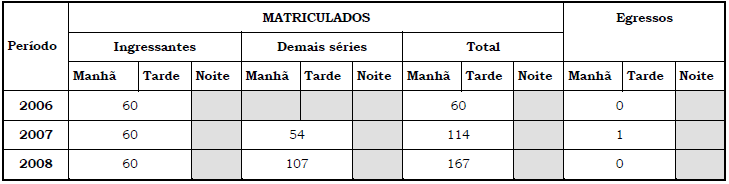 MATRICULADOS Egressos
Período Ingressantes Demais séries Total
Manhã Tarde Noite Manhã Tarde Noite Manhã Tarde Noite Manhã Tarde Noite
2006 60 60 0
2007 60 54 114 1
2008 60 107 167 0